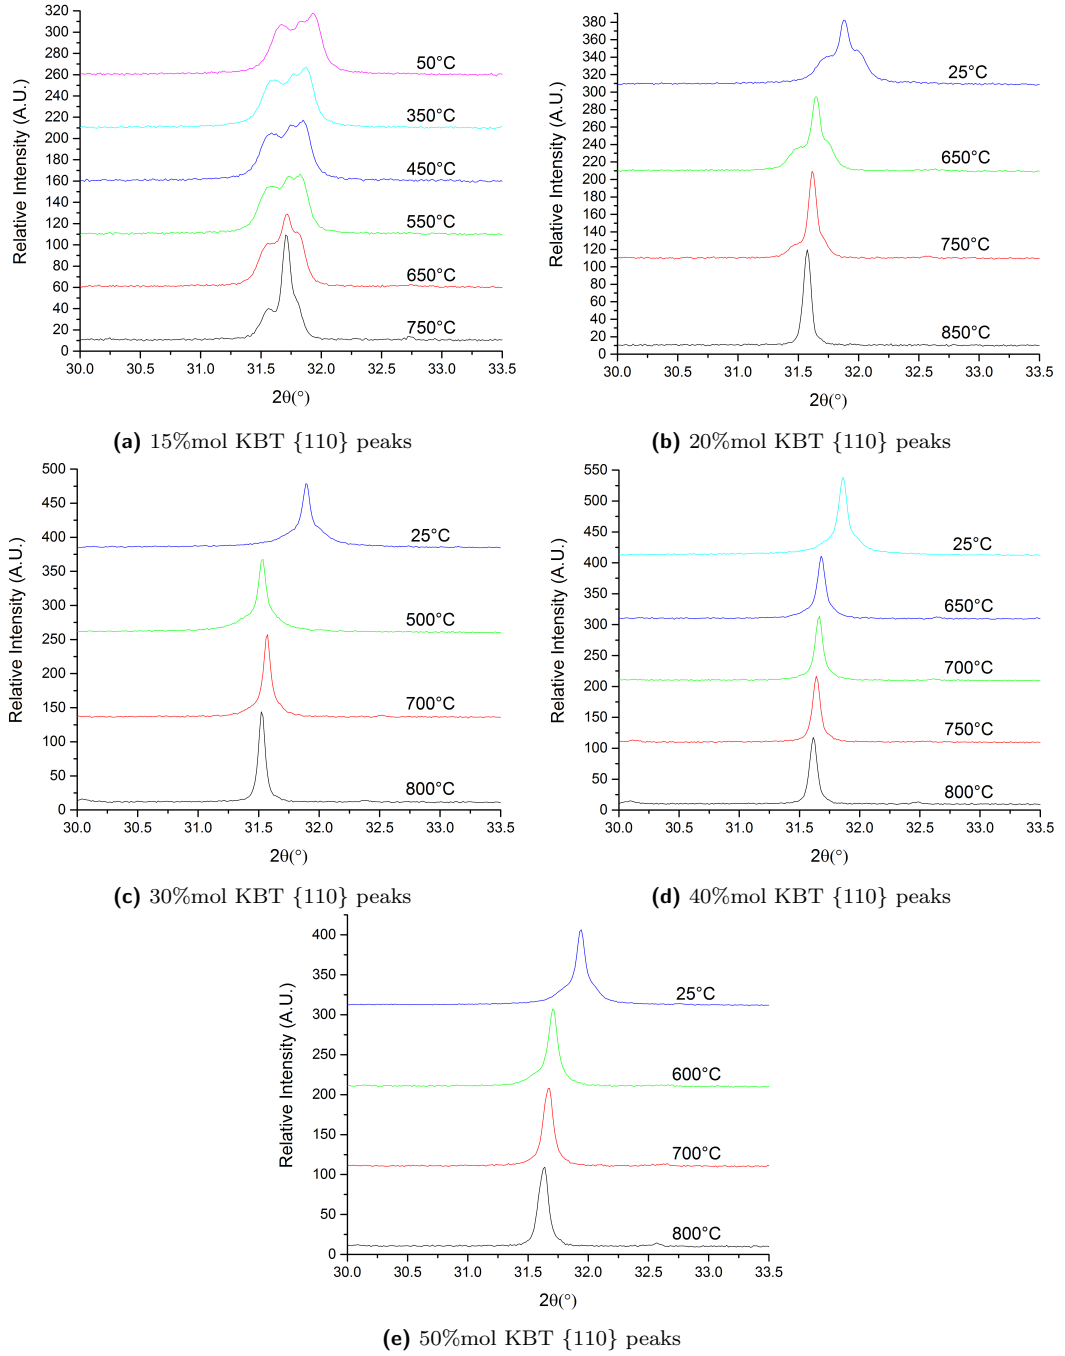 Relative Intensity (A.U.)
320
300
280
260
240
220
200
180
160
140
120
100
80
60
40
20
0
50°C
350°C
450°C
550°C
650°C
750°C
30.0 30.5 31.0 31.5 32.0 32.5 33.0 33.5
2θ(°)
(a) 15%mol KBT {110} peaks
Relative Intensity (A.U.)
380
360
340
320
300
280
260
240
220
200
180
160
140
120
100
80
60
40
20
0
25°C
650°C
750°C
850°C
30.0 30.5 31.0 31.5 32.0 32.5 33.0 33.5
2θ(°)
(b) 20%mol KBT {110} peaks
Relative Intensity (A.U.)
500
450
400
350
300
250
200
150
100
50
0
25°C
500°C
700°C
800°C
30.0 30.5 31.0 31.5 32.0 32.5 33.0 33.5
2θ(°)
(c) 30%mol KBT {110} peaks
Relative Intensity (A.U.)
550
500
450
400
350
300
250
200
150
100
50
0
25°C
650°C
700°C
750°C
800°C
30.0 30.5 31.0 31.5 32.0 32.5 33.0 33.5
2θ(°)
(d) 40%mol KBT {110} peaks
Relative Intensity (A.U.)
400
350
300
250
200
150
100
50
0
25°C
600°C
700°C
800°C
30.0 30.5 31.0 31.5 32.0 32.5 33.0 33.5
2θ(°)
(e) 50%mol KBT {110} peaks